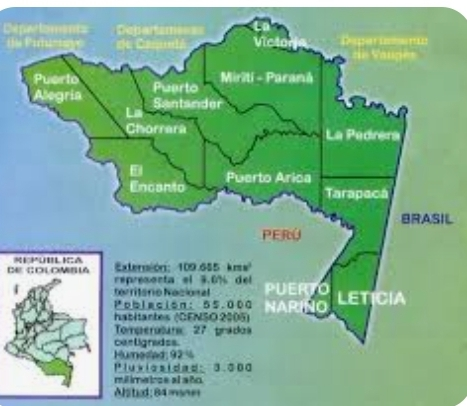 Departamento
de Putumayo
Departamento
de Caquetá
La
Victoria
Departamento
de Vaupés
Puerto
Alegría
Puerto
Santander
Mirití - Paraná
La
Chorrera
La Pedrera
El
Encanto
Puerto Arica
Tarapacá
BRASIL
PERÚ
PUERTO
NARIÑO
LETICIA
REPÚBLICA
DE COLOMBIA
Extensión: 109.665 kms²
representa el 9.6% del
territorio Nacional
Población: 55.000
habitantes (CENSO 2005)
Temperatura: 27 grados
centígrados.
Humedad: 92%
Pluviosidad: 3.000
milímetros al año.
Altitud: 84 msnm